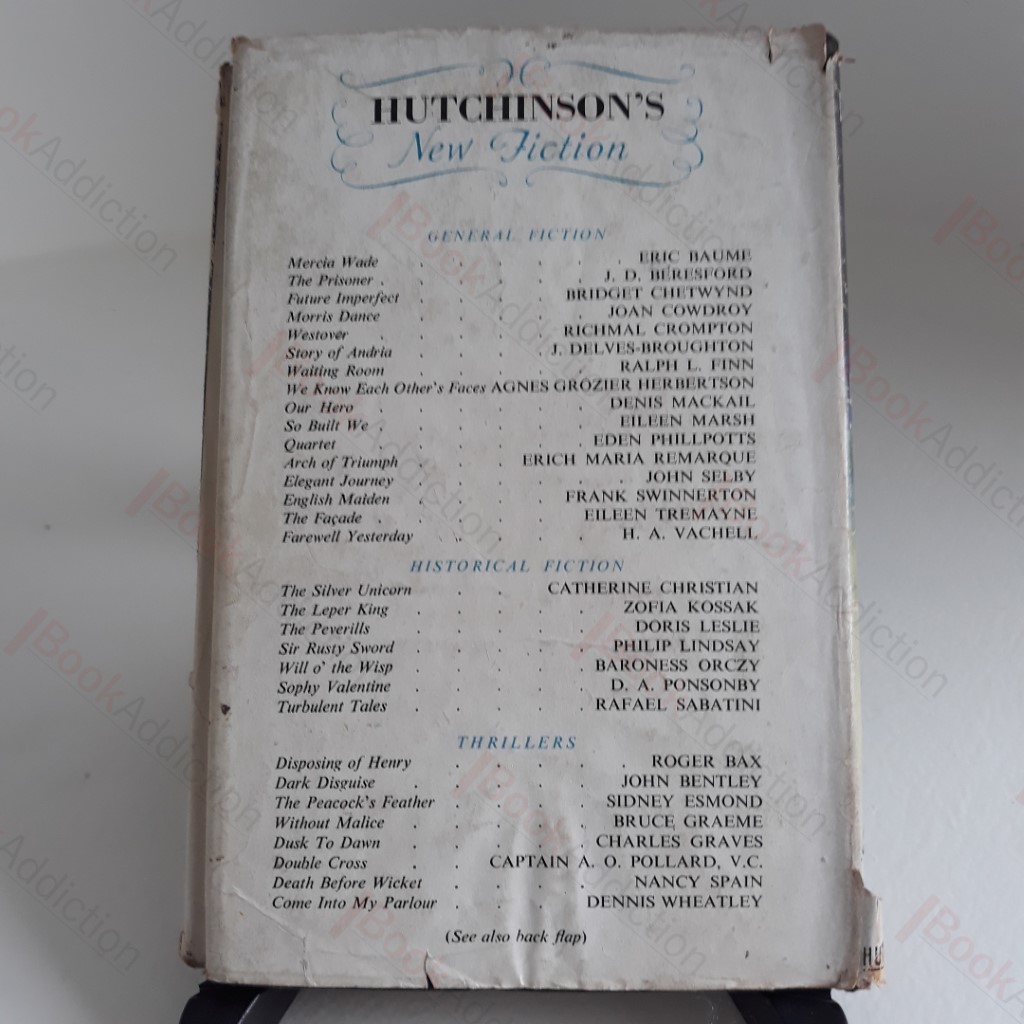 HUTCHINSON'S
New Fiction
GENERAL FICTION
Mercia Wade . . . . . . ERIC BAUME
The Prisoner . . . . . . J. D. BERESFORD
Future Imperfect . . . . BRIDGET CHETWYND
Morris Dance . . . . . JOAN COWDROY
Westover . . . . . RICHMAL CROMPTON
Story of Andria . . . . J. DELVES-BROUGHTON
Waiting Room . . . . . RALPH L. FINN
We Know Each Other's Faces AGNES GROZIER HERBERTSON
Our Hero . . . . . . DENIS MACKAIL
So Built We . . . . . . EILEEN MARSH
Quartet . . . . . . EDEN PHILLPOTTS
Arch of Triumph . . . ERICH MARIA REMARQUE
Elegant Journey . . . . . JOHN SELBY
English Maiden . . . . FRANK SWINNERTON
The Façade . . . . . EILEEN TREMAYNE
Farewell Yesterday . . . . . H. A. VACHELL
HISTORICAL FICTION
The Silver Unicorn . . CATHERINE CHRISTIAN
The Leper King . . . . . ZOFIA KOSSAK
The Peverills . . . . . DORIS LESLIE
Sir Rusty Sword . . . . . PHILIP LINDSAY
Will o' the Wisp . . . . . BARONESS ORCZY
Sophy Valentine . . . . . D. A. PONSONBY
Turbulent Tales . . . . . RAFAEL SABATINI
THRILLERS
Disposing of Henry . . . . . ROGER BAX
Dark Disguise . . . . . JOHN BENTLEY
The Peacock's Feather . . . . SIDNEY ESMOND
Without Malice . . . . . BRUCE GRAEME
Dusk To Dawn . . . . . CHARLES GRAVES
Double Cross . . CAPTAIN A. O. POLLARD, V.C.
Death Before Wicket . . . . NANCY SPAIN
Come Into My Parlour . . . DENNIS WHEATLEY
(See also back flap)
HU
BookAddiction